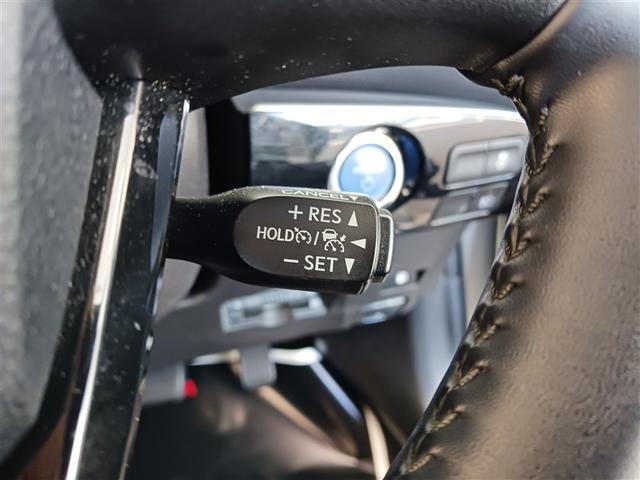 CANCEL
+ RES
HOLD /
− SET